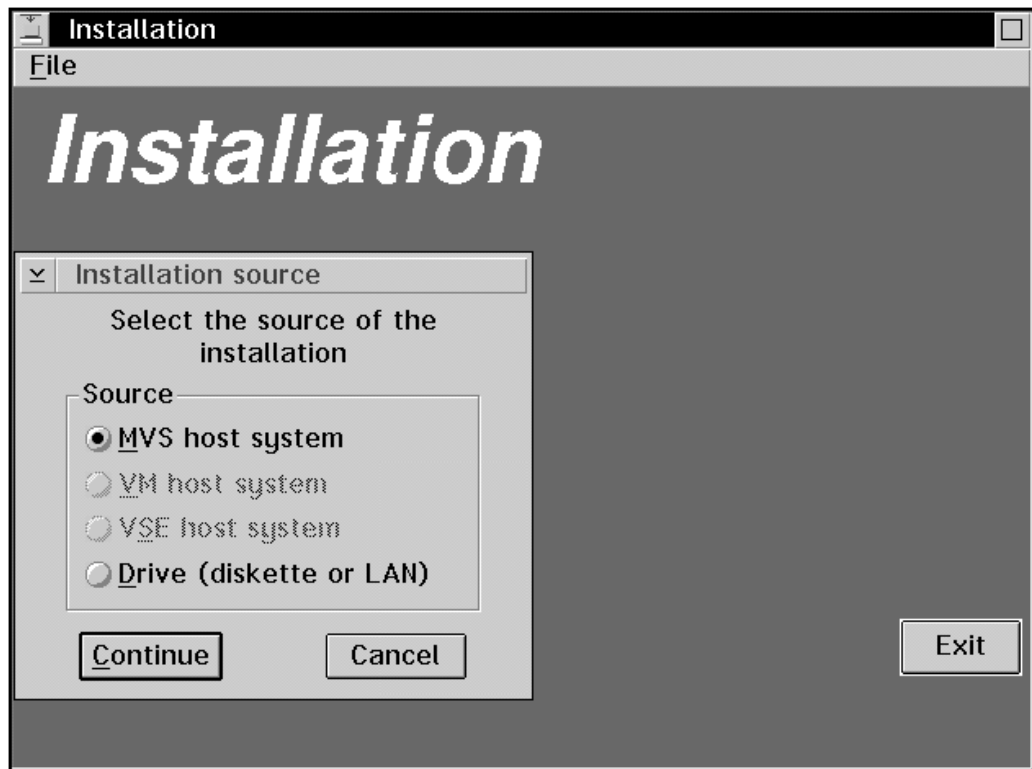 Installation
File
Installation
Installation source
Select the source of the
installation
Source
MVS host system
VM host system
VSE host system
Drive (diskette or LAN)
Continue Cancel
Exit